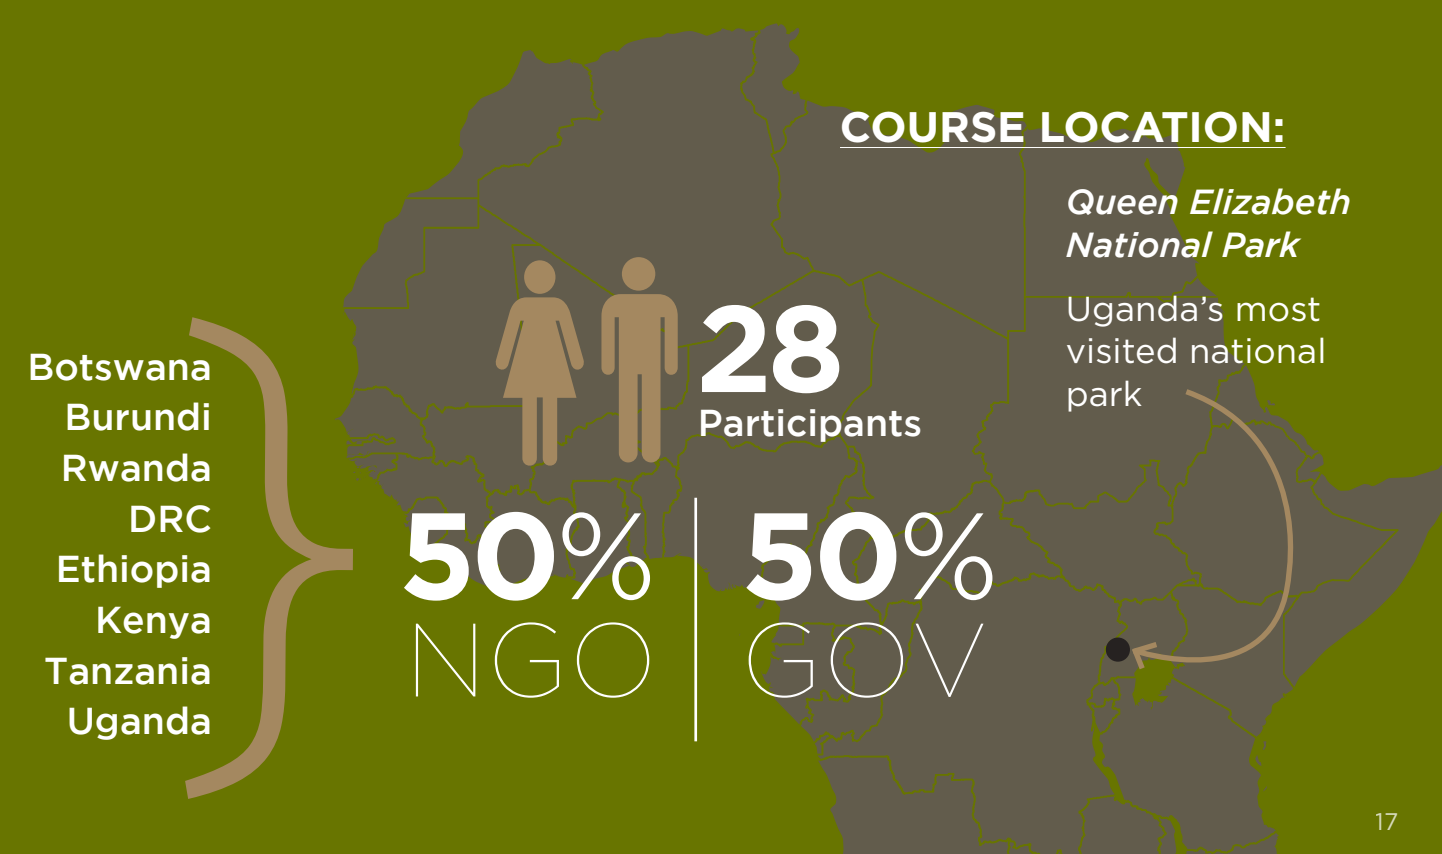 COURSE LOCATION:
Queen Elizabeth
National Park
Uganda’s most
visited national
park
28
Participants
50% 50%
NGO GOV
Botswana
Burundi
Rwanda
DRC
Ethiopia
Kenya
Tanzania
Uganda
17